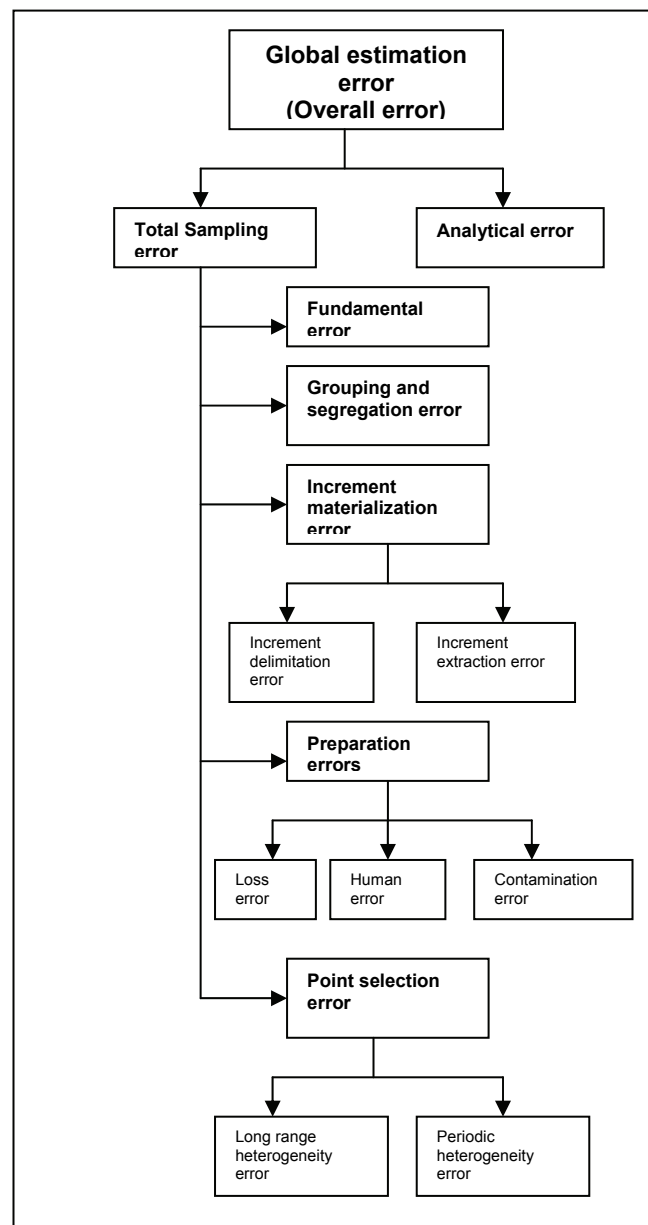 Global estimation
error
(Overall error)
Total Sampling
error
Analytical error
Fundamental
error
Grouping and
segregation error
Increment
materialization
error
Increment
delimitation
error
Increment
extraction error
Preparation
errors
Loss
error
Human
error
Contamination
error
Point selection
error
Long range
heterogeneity
error
Periodic
heterogeneity
error